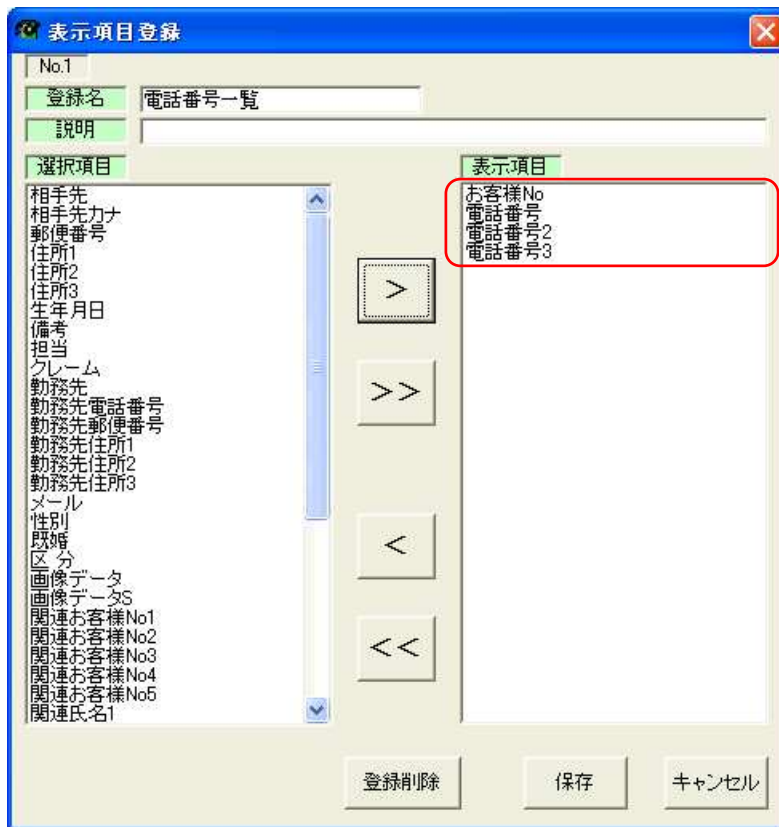 表示項目登録
No.1
登録名
電話番号一覧
説明
選択項目
相手先
相手先カナ
郵便番号
住所1
住所2
住所3
生年月日
備考
担当
クレーム
勤務先
勤務先電話番号
勤務先郵便番号
勤務先住所1
勤務先住所2
勤務先住所3
メール
性別
既婚
区分
画像データ
画像データS
関連お客様No1
関連お客様No2
関連お客様No3
関連お客様No4
関連お客様No5
関連氏名1
>
>>
<
<<
表示項目
お客様No
電話番号
電話番号2
電話番号3
登録削除
保存
キャンセル